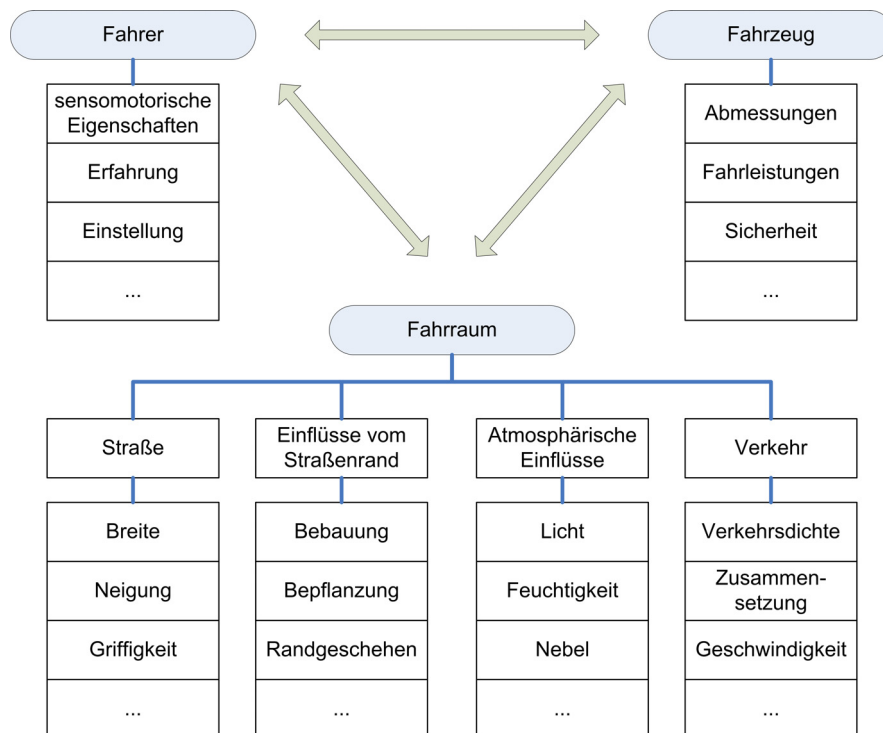 Fahrer
sensomotorische
Eigenschaften
Erfahrung
Einstellung
...
Fahrzeug
Abmessungen
Fahrleistungen
Sicherheit
...
Fahrraum
Straße
Breite
Neigung
Griffigkeit
...
Einflüsse vom
Straßenrand
Bebauung
Bepflanzung
Randgeschehen
...
Atmosphärische
Einflüsse
Licht
Feuchtigkeit
Nebel
...
Verkehr
Verkehrsdichte
Zusammen-
setzung
Geschwindigkeit
...